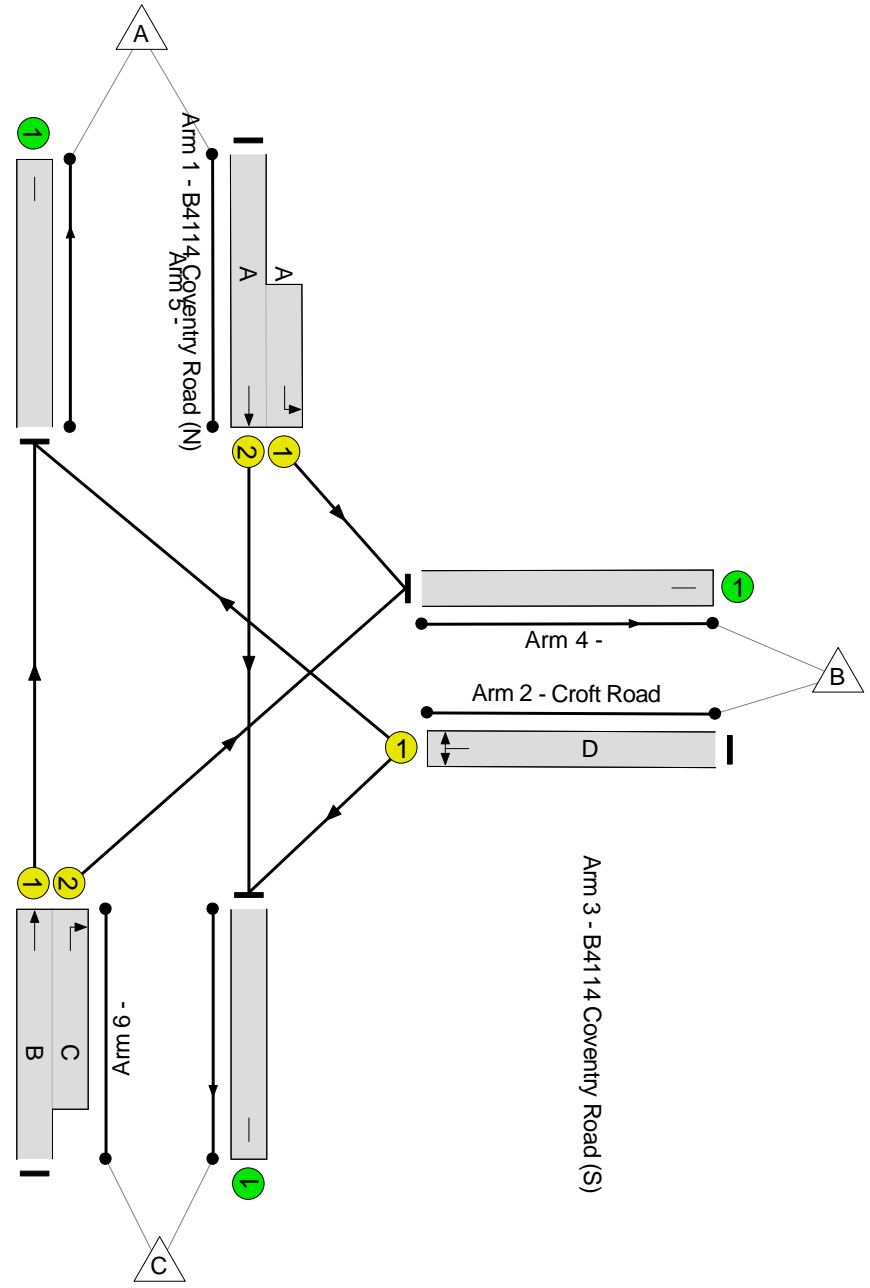 A
1
Arm 1 - B4114 Coventry Road (N)
Arm 5 -
A
A
2
1
1
Arm 4 -
B
Arm 2 - Croft Road
1
D
1
2
Arm 3 - B4114 Coventry Road (S)
Arm 6 -
B
C
1
C